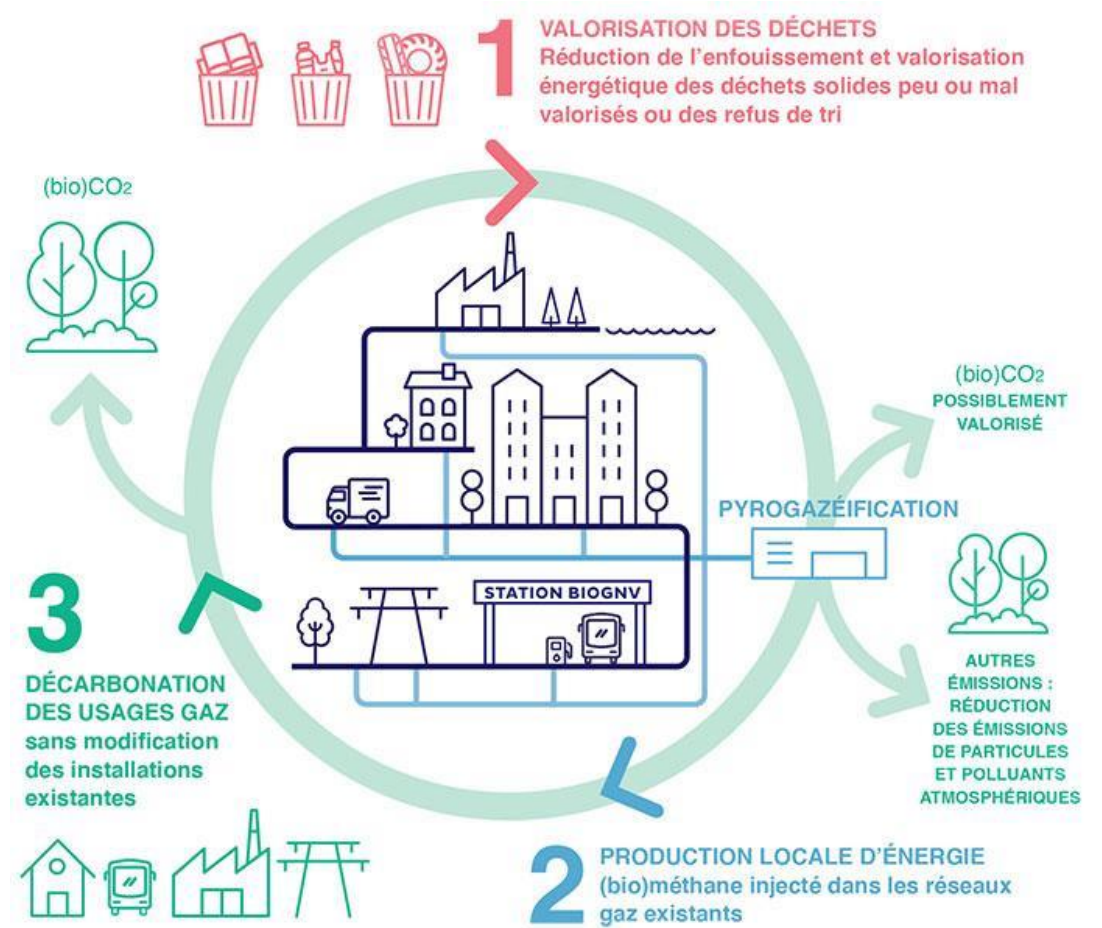 1
VALORISATION DES DÉCHETS
Réduction de l'enfouissement et valorisation
énergétique des déchets solides peu ou mal
valorisés ou des refus de tri
(bio)CO2
(bio)CO2
POSSIBLEMENT
VALORISÉ
PYROGAZÉIFICATION
STATION BIOGNV
AUTRES
ÉMISSIONS :
RÉDUCTION
DES ÉMISSIONS
DE PARTICULES
ET POLLUANTS
ATMOSPHÉRIQUES
2
PRODUCTION LOCALE D'ÉNERGIE
(bio)méthane injecté dans les réseaux
gaz existants
3
DÉCARBONATION
DES USAGES GAZ
sans modification
des installations
existantes